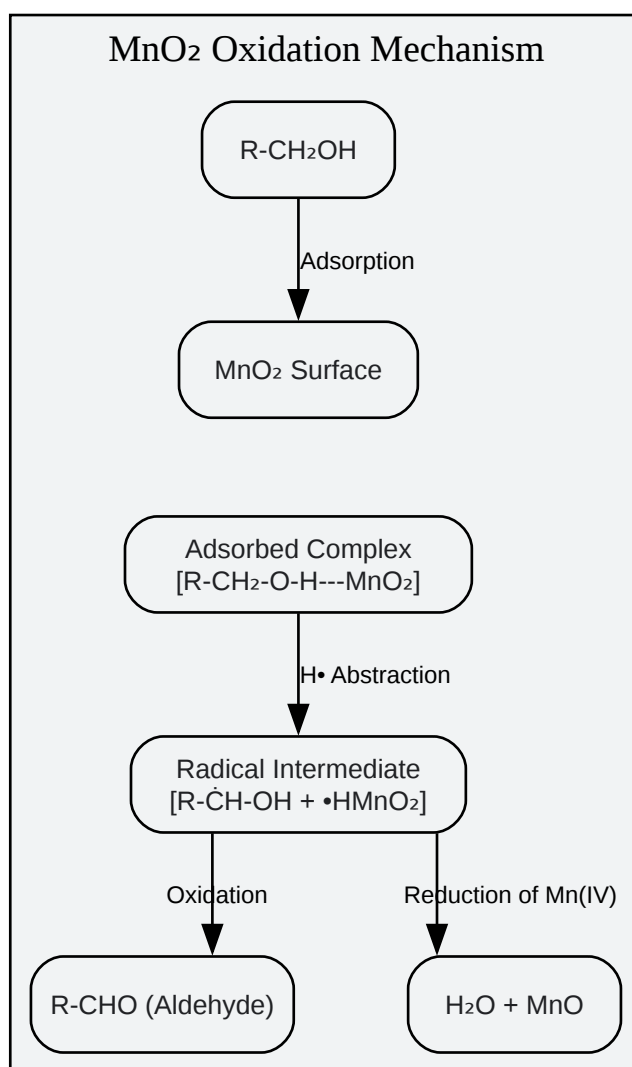 MnO₂ Oxidation Mechanism
R-CH₂OH
Adsorption
MnO₂ Surface
Adsorbed Complex
[R-CH₂-O-H---MnO₂]
H• Abstraction
Radical Intermediate
[R-ĊH-OH + •HMnO₂]
Oxidation
Reduction of Mn(IV)
R-CHO (Aldehyde)
H₂O + MnO